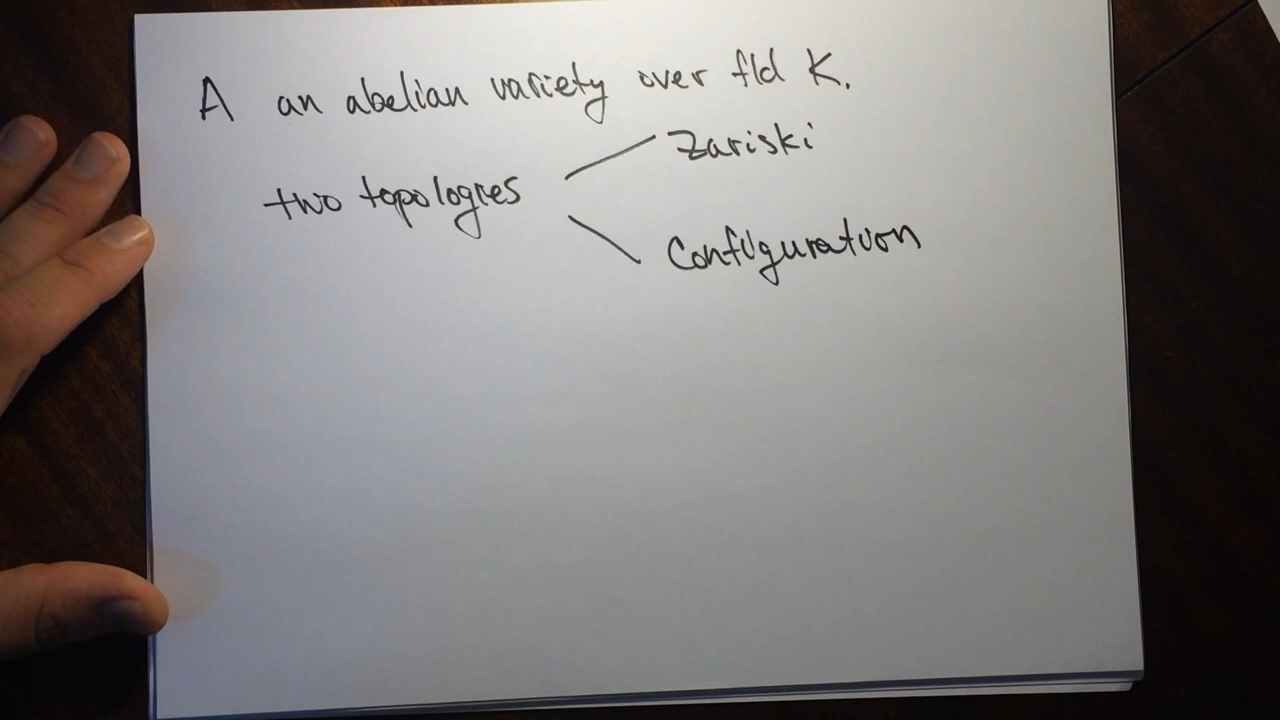 A an abelian variety over fld K.
two topologies
Zariski
Configuration